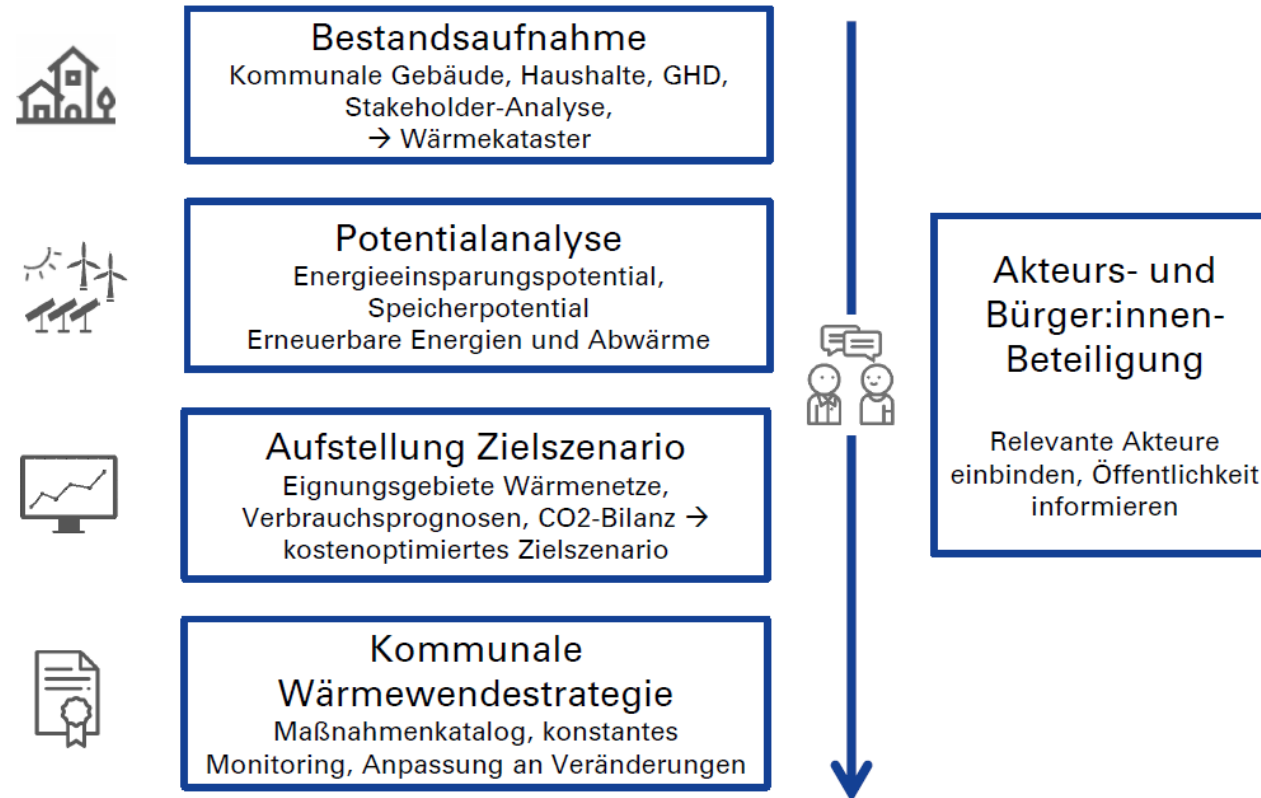 Bestandsaufnahme
Kommunale Gebäude, Haushalte, GHD,
Stakeholder-Analyse,
→ Wärmekataster
Potentialanalyse
Energieeinsparungspotential,
Speicherpotential
Erneuerbare Energien und Abwärme
Aufstellung Zielszenario
Eignungsgebiete Wärmenetze,
Verbrauchsprognosen, CO2-Bilanz →
kostenoptimiertes Zielszenario
Kommunale
Wärmewendestrategie
Maßnahmenkatalog, konstantes
Monitoring, Anpassung an Veränderungen
Akteurs- und
Bürger:innen-
Beteiligung
Relevante Akteure
einbinden, Öffentlichkeit
informieren